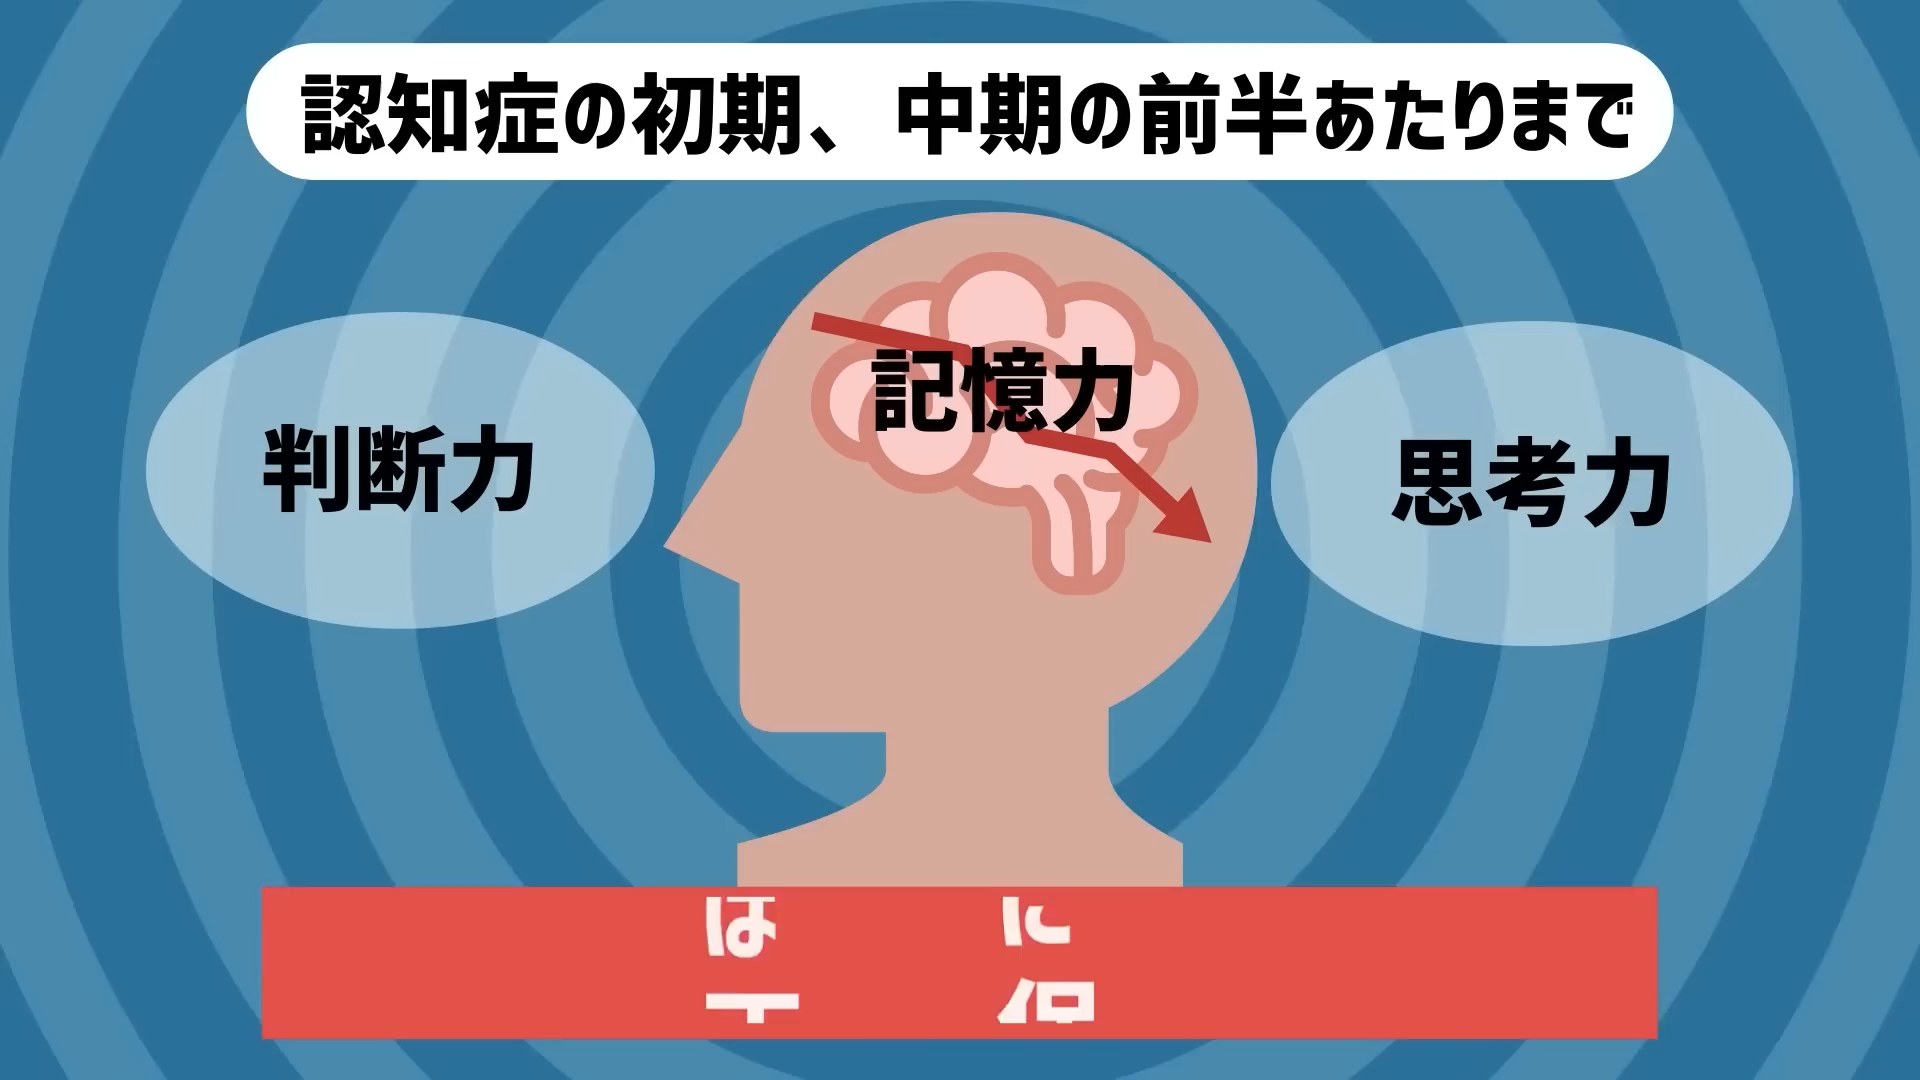 認知症の初期、中期の前半あたりまで
記憶力
判断力
思考力
は
に